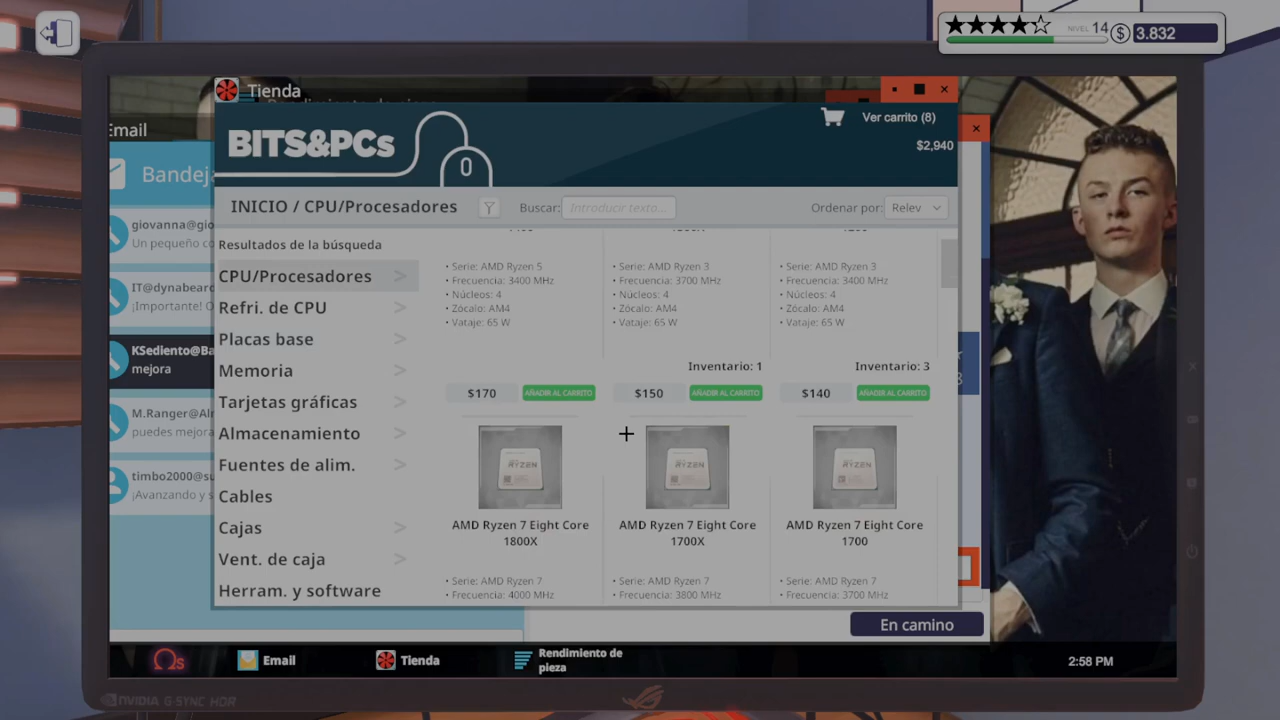 NIVEL 14
$ 3.832
Tienda
Email
BITS&PCs
Ver carrito (8)
$2,940
Bandej
INICIO / CPU/Procesadores
Buscar:
Introducir texto...
Ordenar por:
Relev
giovanna@gio
Un pequeño co
IT@dynabeard
¡Importante! O
KSediento@Ba
mejora
M.Ranger@Aln
puedes mejora
timbo2000@su
¡Avanzando y s
Resultados de la búsqueda
CPU/Procesadores
Refri. de CPU
Placas base
Memoria
Tarjetas gráficas
Almacenamiento
Fuentes de alim.
Cables
Cajas
Vent. de caja
Herram. y software
• Serie: AMD Ryzen 5
• Frecuencia: 3400 MHz
• Núcleos: 4
• Zócalo: AM4
• Vataje: 65 W
$170
AÑADIR AL CARRITO
• Serie: AMD Ryzen 3
• Frecuencia: 3700 MHz
• Núcleos: 4
• Zócalo: AM4
• Vataje: 65 W
Inventario: 1
$150
AÑADIR AL CARRITO
• Serie: AMD Ryzen 3
• Frecuencia: 3400 MHz
• Núcleos: 4
• Zócalo: AM4
• Vataje: 65 W
Inventario: 3
$140
AÑADIR AL CARRITO
RYZEN
AMD Ryzen 7 Eight Core
1800X
• Serie: AMD Ryzen 7
• Frecuencia: 4000 MHz
RYZEN
AMD Ryzen 7 Eight Core
1700X
• Serie: AMD Ryzen 7
• Frecuencia: 3800 MHz
RYZEN
AMD Ryzen 7 Eight Core
1700
• Serie: AMD Ryzen 7
• Frecuencia: 3700 MHz
En camino
Ωs
Email
Tienda
Rendimiento de
pieza
2:58 PM
NVIDIA G-SYNC HDR